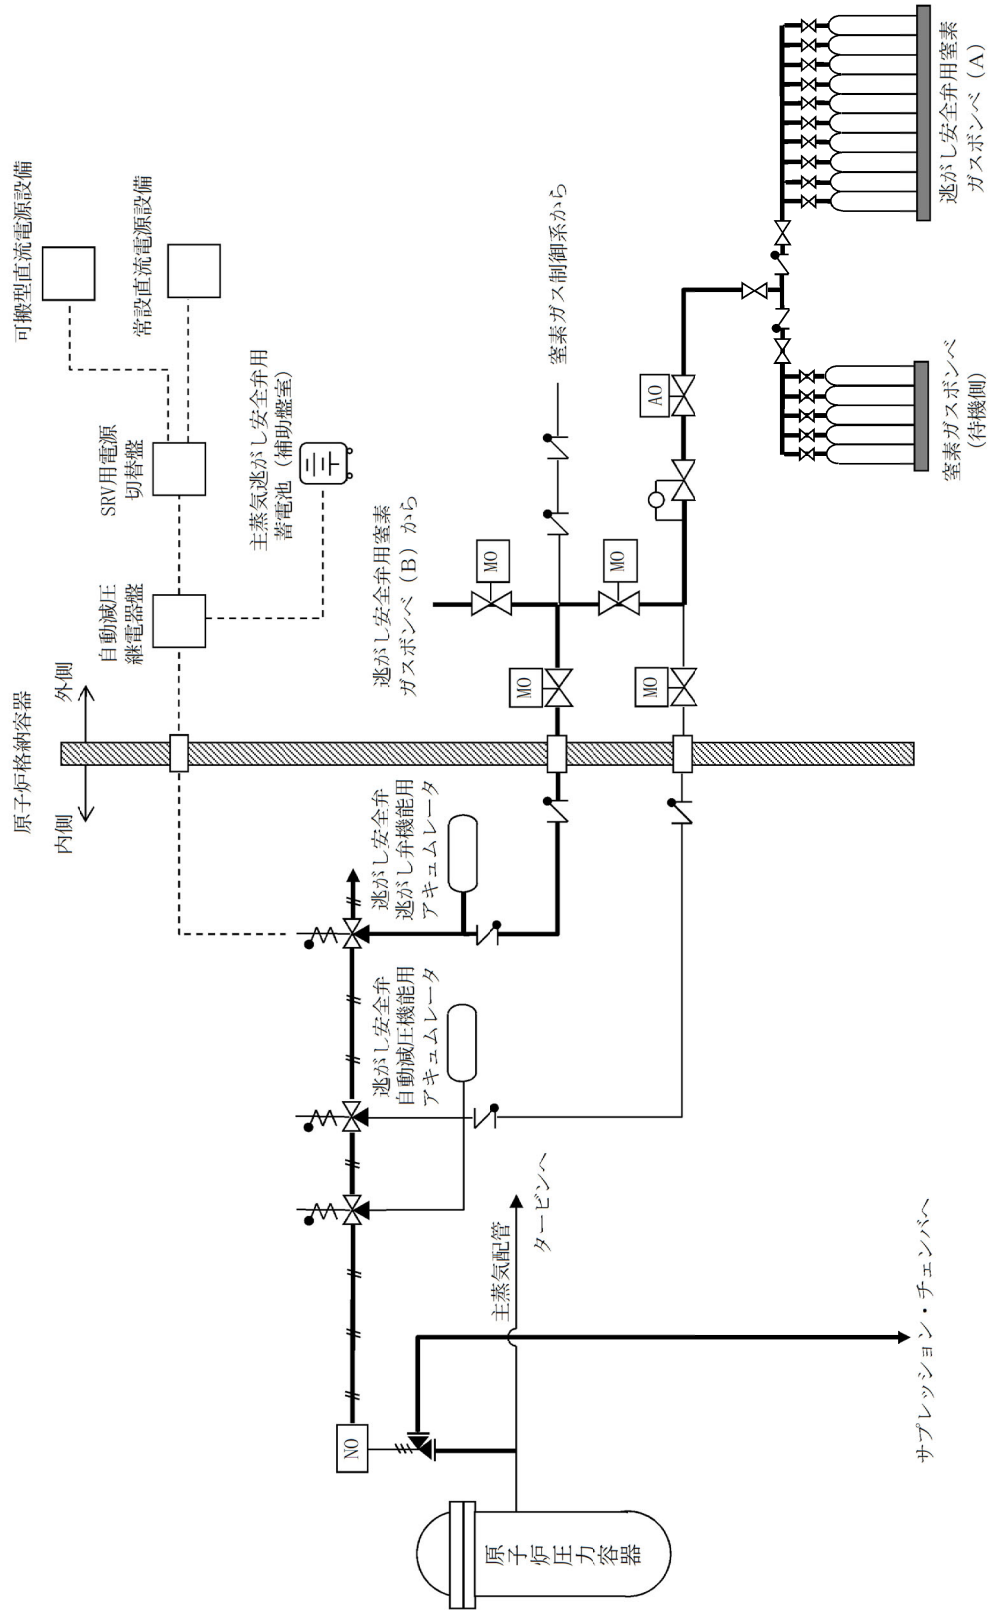 可搬型直流電源設備
常設直流電源設備
SRV用電源
切替盤
主蒸気逃がし安全弁用
蓄電池（補助盤室）
自動減圧
継電器盤
原子炉格納容器
外側
内側
窒素ガス制御系から
逃がし安全弁用窒素
ガスボンベ（B）から
逃がし安全弁用窒素
ガスボンベ（A）
窒素ガスボンベ
（待機側）
AO
MO
MO
MO
MO
逃がし安全弁
逃がし弁機能用
アキュムレータ
逃がし安全弁
自動減圧機能用
アキュムレータ
主蒸気配管
タービンへ
サプレッション・チェンバへ
NO
原子炉圧力容器